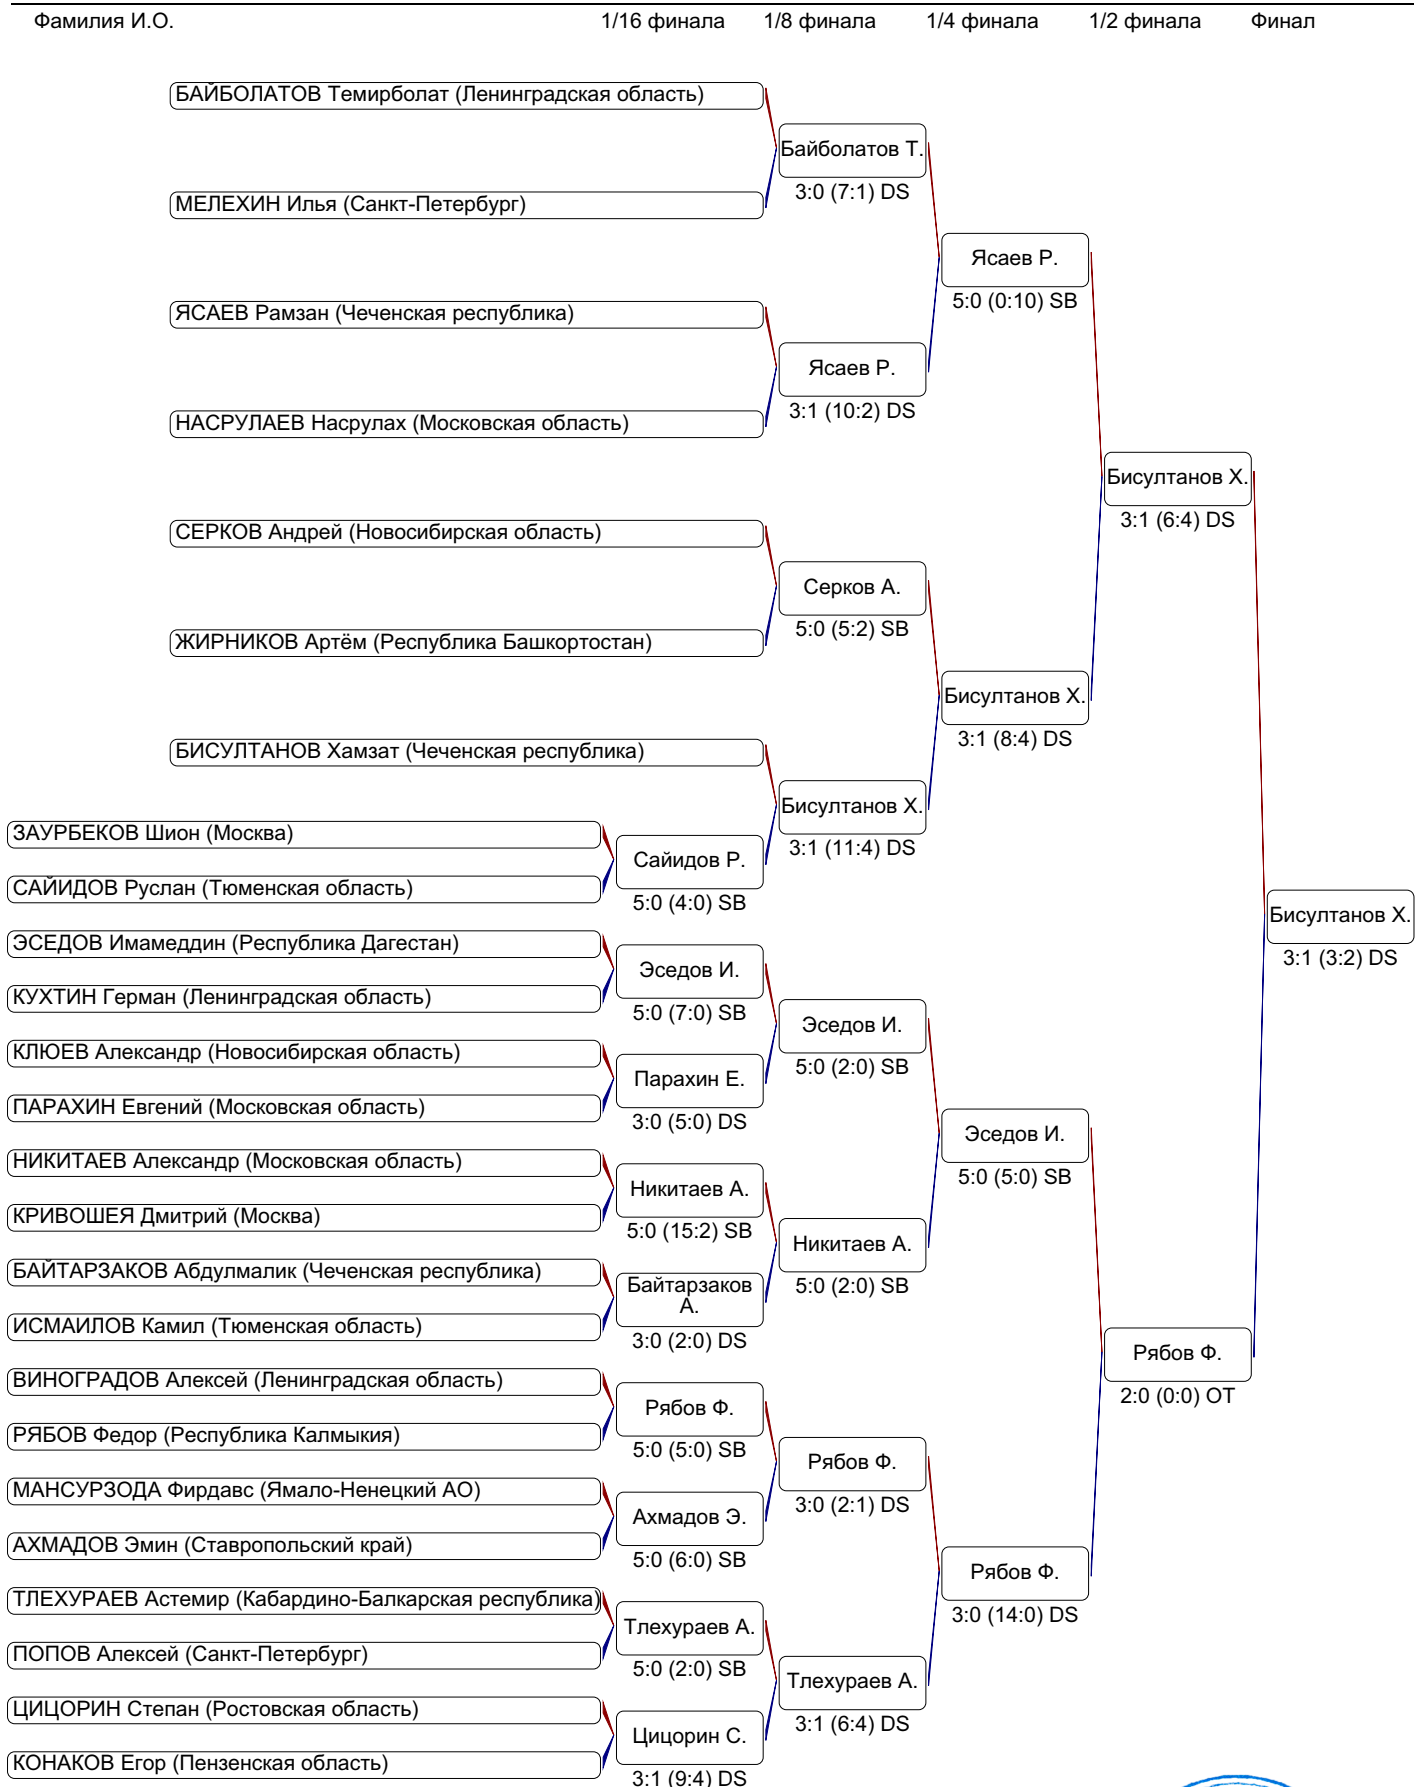 Фамилия И.О. 1/16 финала 1/8 финала 1/4 финала 1/2 финала Финал
БАЙБОЛАТОВ Темирболат (Ленинградская область)
Байболатов Т.
3:0 (7:1) DS
МЕЛЕХИН Илья (Санкт-Петербург)
Ясаев Р.
5:0 (0:10) SB
ЯСАЕВ Рамзан (Чеченская республика)
Ясаев Р.
3:1 (10:2) DS
НАСРУЛАЕВ Насрулах (Московская область)
Бисултанов Х.
3:1 (6:4) DS
СЕРКОВ Андрей (Новосибирская область)
Серков А.
5:0 (5:2) SB
ЖИРНИКОВ Артём (Республика Башкортостан)
Бисултанов Х.
3:1 (8:4) DS
БИСУЛТАНОВ Хамзат (Чеченская республика)
Бисултанов Х.
3:1 (11:4) DS
ЗАУРБЕКОВ Шион (Москва)
Сайидов Р.
5:0 (4:0) SB
САЙИДОВ Руслан (Тюменская область)
Бисултанов Х.
3:1 (3:2) DS
ЭСЕДОВ Имамеддин (Республика Дагестан)
Эседов И.
5:0 (7:0) SB
КУХТИН Герман (Ленинградская область)
Эседов И.
5:0 (2:0) SB
КЛЮЕВ Александр (Новосибирская область)
Парахин Е.
3:0 (5:0) DS
ПАРАХИН Евгений (Московская область)
Эседов И.
5:0 (5:0) SB
НИКИТАЕВ Александр (Московская область)
Никитаев А.
5:0 (15:2) SB
КРИВОШЕЯ Дмитрий (Москва)
Никитаев А.
5:0 (2:0) SB
БАЙТАРЗАКОВ Абдулмалик (Чеченская республика)
Байтарзаков
А.
3:0 (2:0) DS
ИСМАИЛОВ Камил (Тюменская область)
Рябов Ф.
2:0 (0:0) OT
ВИНОГРАДОВ Алексей (Ленинградская область)
Рябов Ф.
5:0 (5:0) SB
РЯБОВ Федор (Республика Калмыкия)
Рябов Ф.
3:0 (2:1) DS
МАНСУРЗОДА Фирдавс (Ямало-Ненецкий АО)
Ахмадов Э.
5:0 (6:0) SB
АХМАДОВ Эмин (Ставропольский край)
Рябов Ф.
3:0 (14:0) DS
ТЛЕХУРАЕВ Астемир (Кабардино-Балкарская республика)
Тлехураев А.
5:0 (2:0) SB
ПОПОВ Алексей (Санкт-Петербург)
Тлехураев А.
3:1 (6:4) DS
ЦИЦОРИН Степан (Ростовская область)
Цицорин С.
3:1 (9:4) DS
КОНАКОВ Егор (Пензенская область)